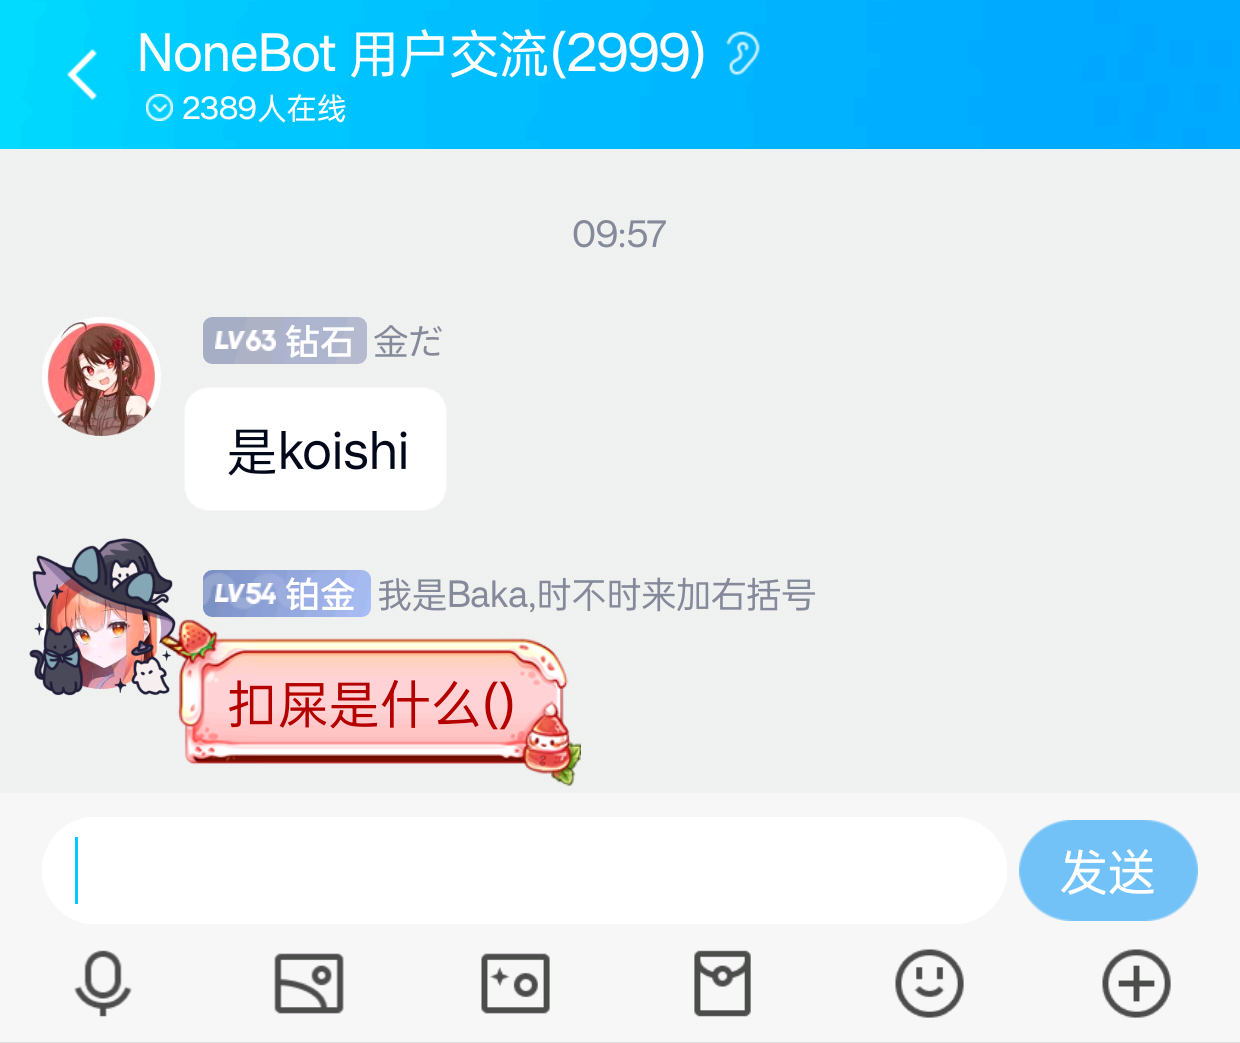 NoneBot 用户交流(2999)
2389人在线
09:57
LV63 钻石 金だ
是koishi
LV54 铂金 我是Baka,时不时来加右括号
扣屎是什么()
发送